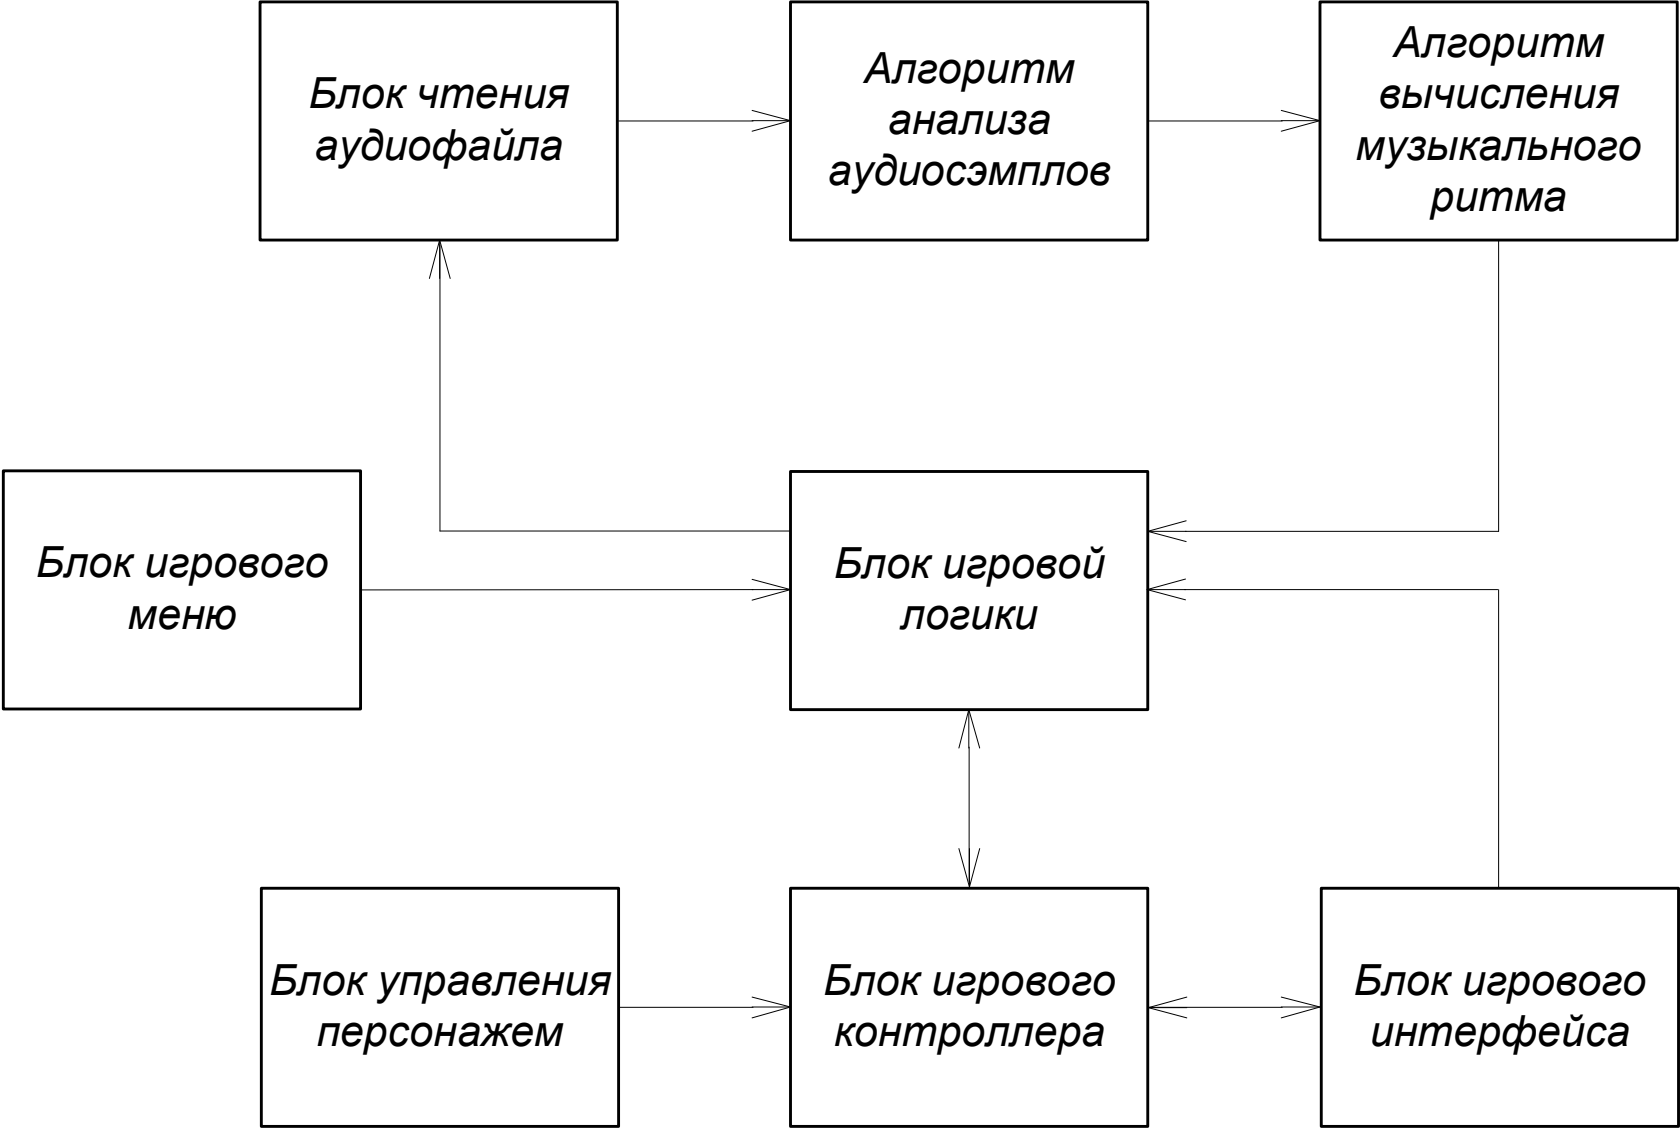 Блок чтения
аудиофайла
Алгоритм
анализа
аудиосэмплов
Алгоритм
вычисления
музыкального
ритма
Блок игрового
меню
Блок игровой
логики
Блок управления
персонажем
Блок игрового
контроллера
Блок игрового
интерфейса